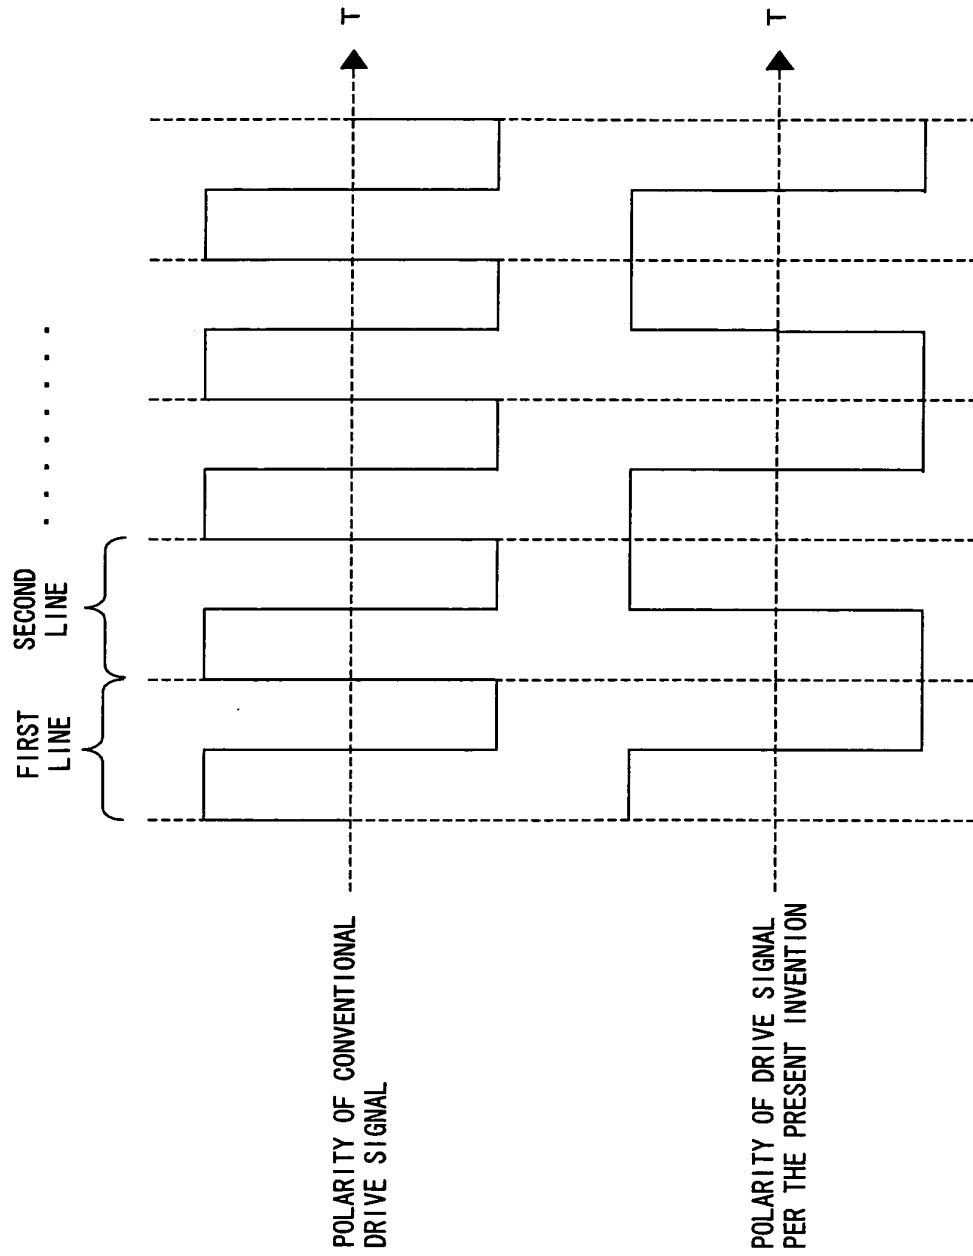 FIRST
LINE
SECOND
LINE
. . . . . . . .
POLARITY OF CONVENTIONAL
DRIVE SIGNAL
T
POLARITY OF DRIVE SIGNAL
PER THE PRESENT INVENTION
T